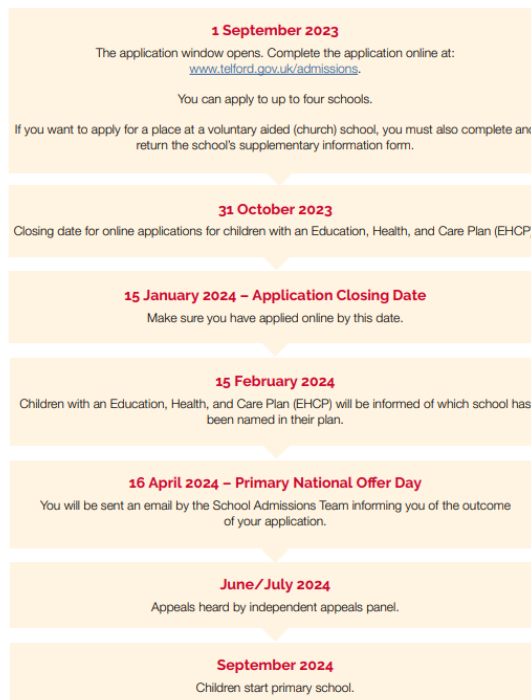 1 September 2023
The application window opens. Complete the application online at:
www.telford.gov.uk/admissions.
You can apply to up to four schools.
If you want to apply for a place at a voluntary aided (church) school, you must also complete and
return the school's supplementary information form.
31 October 2023
Closing date for online applications for children with an Education, Health, and Care Plan (EHCP)
15 January 2024 – Application Closing Date
Make sure you have applied online by this date.
15 February 2024
Children with an Education, Health, and Care Plan (EHCP) will be informed of which school has
been named in their plan.
16 April 2024 – Primary National Offer Day
You will be sent an email by the School Admissions Team informing you of the outcome
of your application.
June/July 2024
Appeals heard by independent appeals panel.
September 2024
Children start primary school.